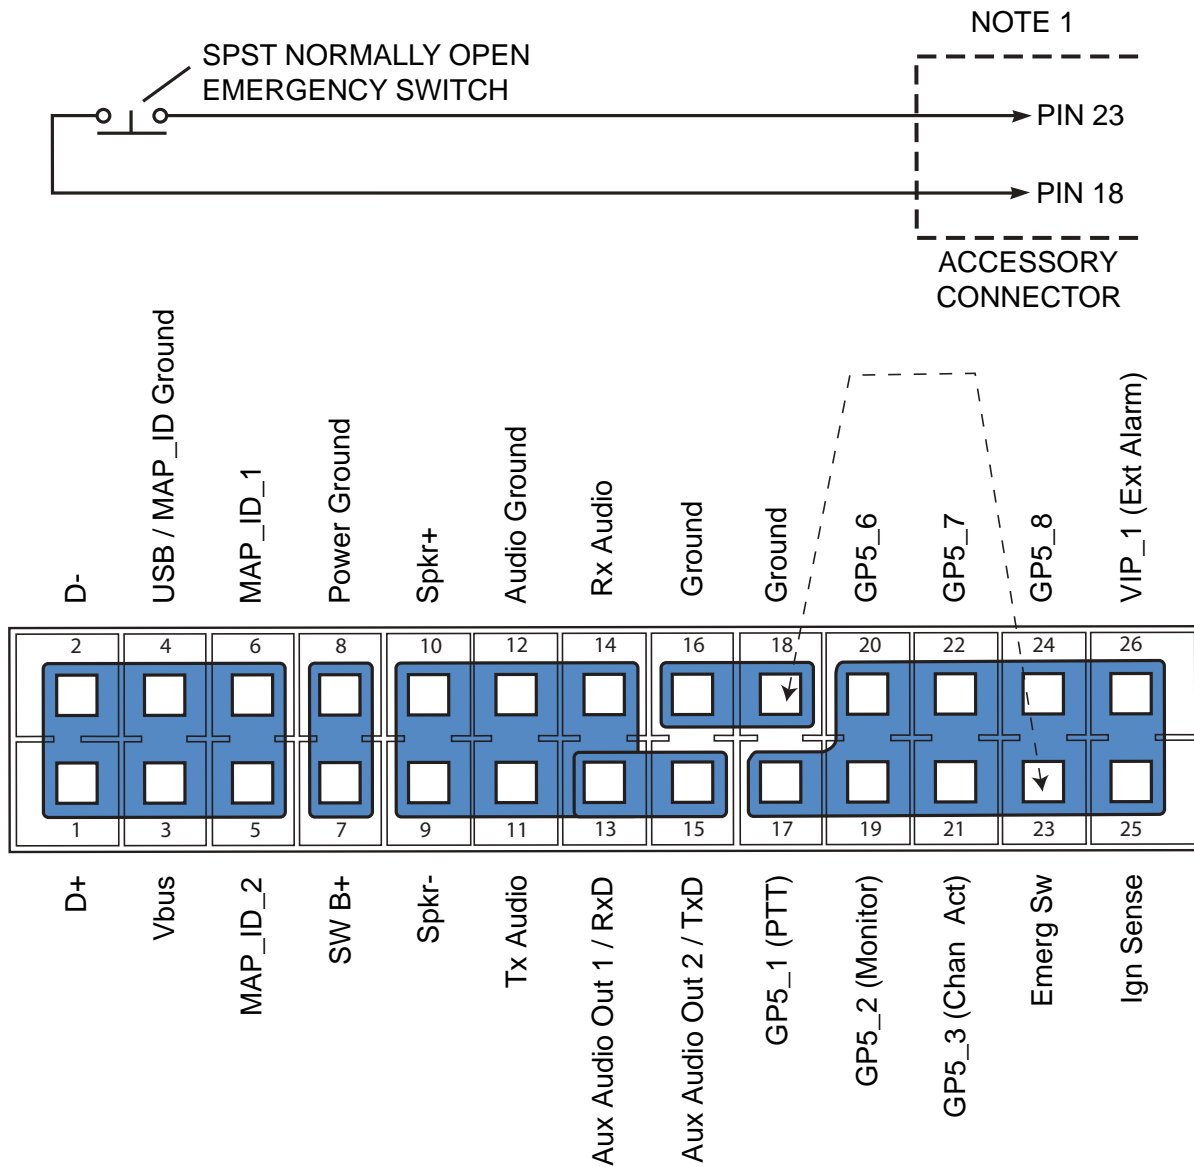 NOTE 1
SPST NORMALLY OPEN
EMERGENCY SWITCH
PIN 23
PIN 18
ACCESSORY
CONNECTOR
D-
USB / MAP_ID Ground
MAP_ID_1
Power Ground
Spkr+
Audio Ground
Rx Audio
Ground
Ground
GP5_6
GP5_7
GP5_8
VIP_1 (Ext Alarm)
2 4 6 8 10 12 14 16 18 20 22 24 26
1 3 5 7 9 11 13 15 17 19 21 23 25
D+
Vbus
MAP_ID_2
SW B+
Spkr-
Tx Audio
Aux Audio Out 1 / RxD
Aux Audio Out 2 / TxD
GP5_1 (PTT)
GP5_2 (Monitor)
GP5_3 (Chan Act)
Emerg Sw
Ign Sense